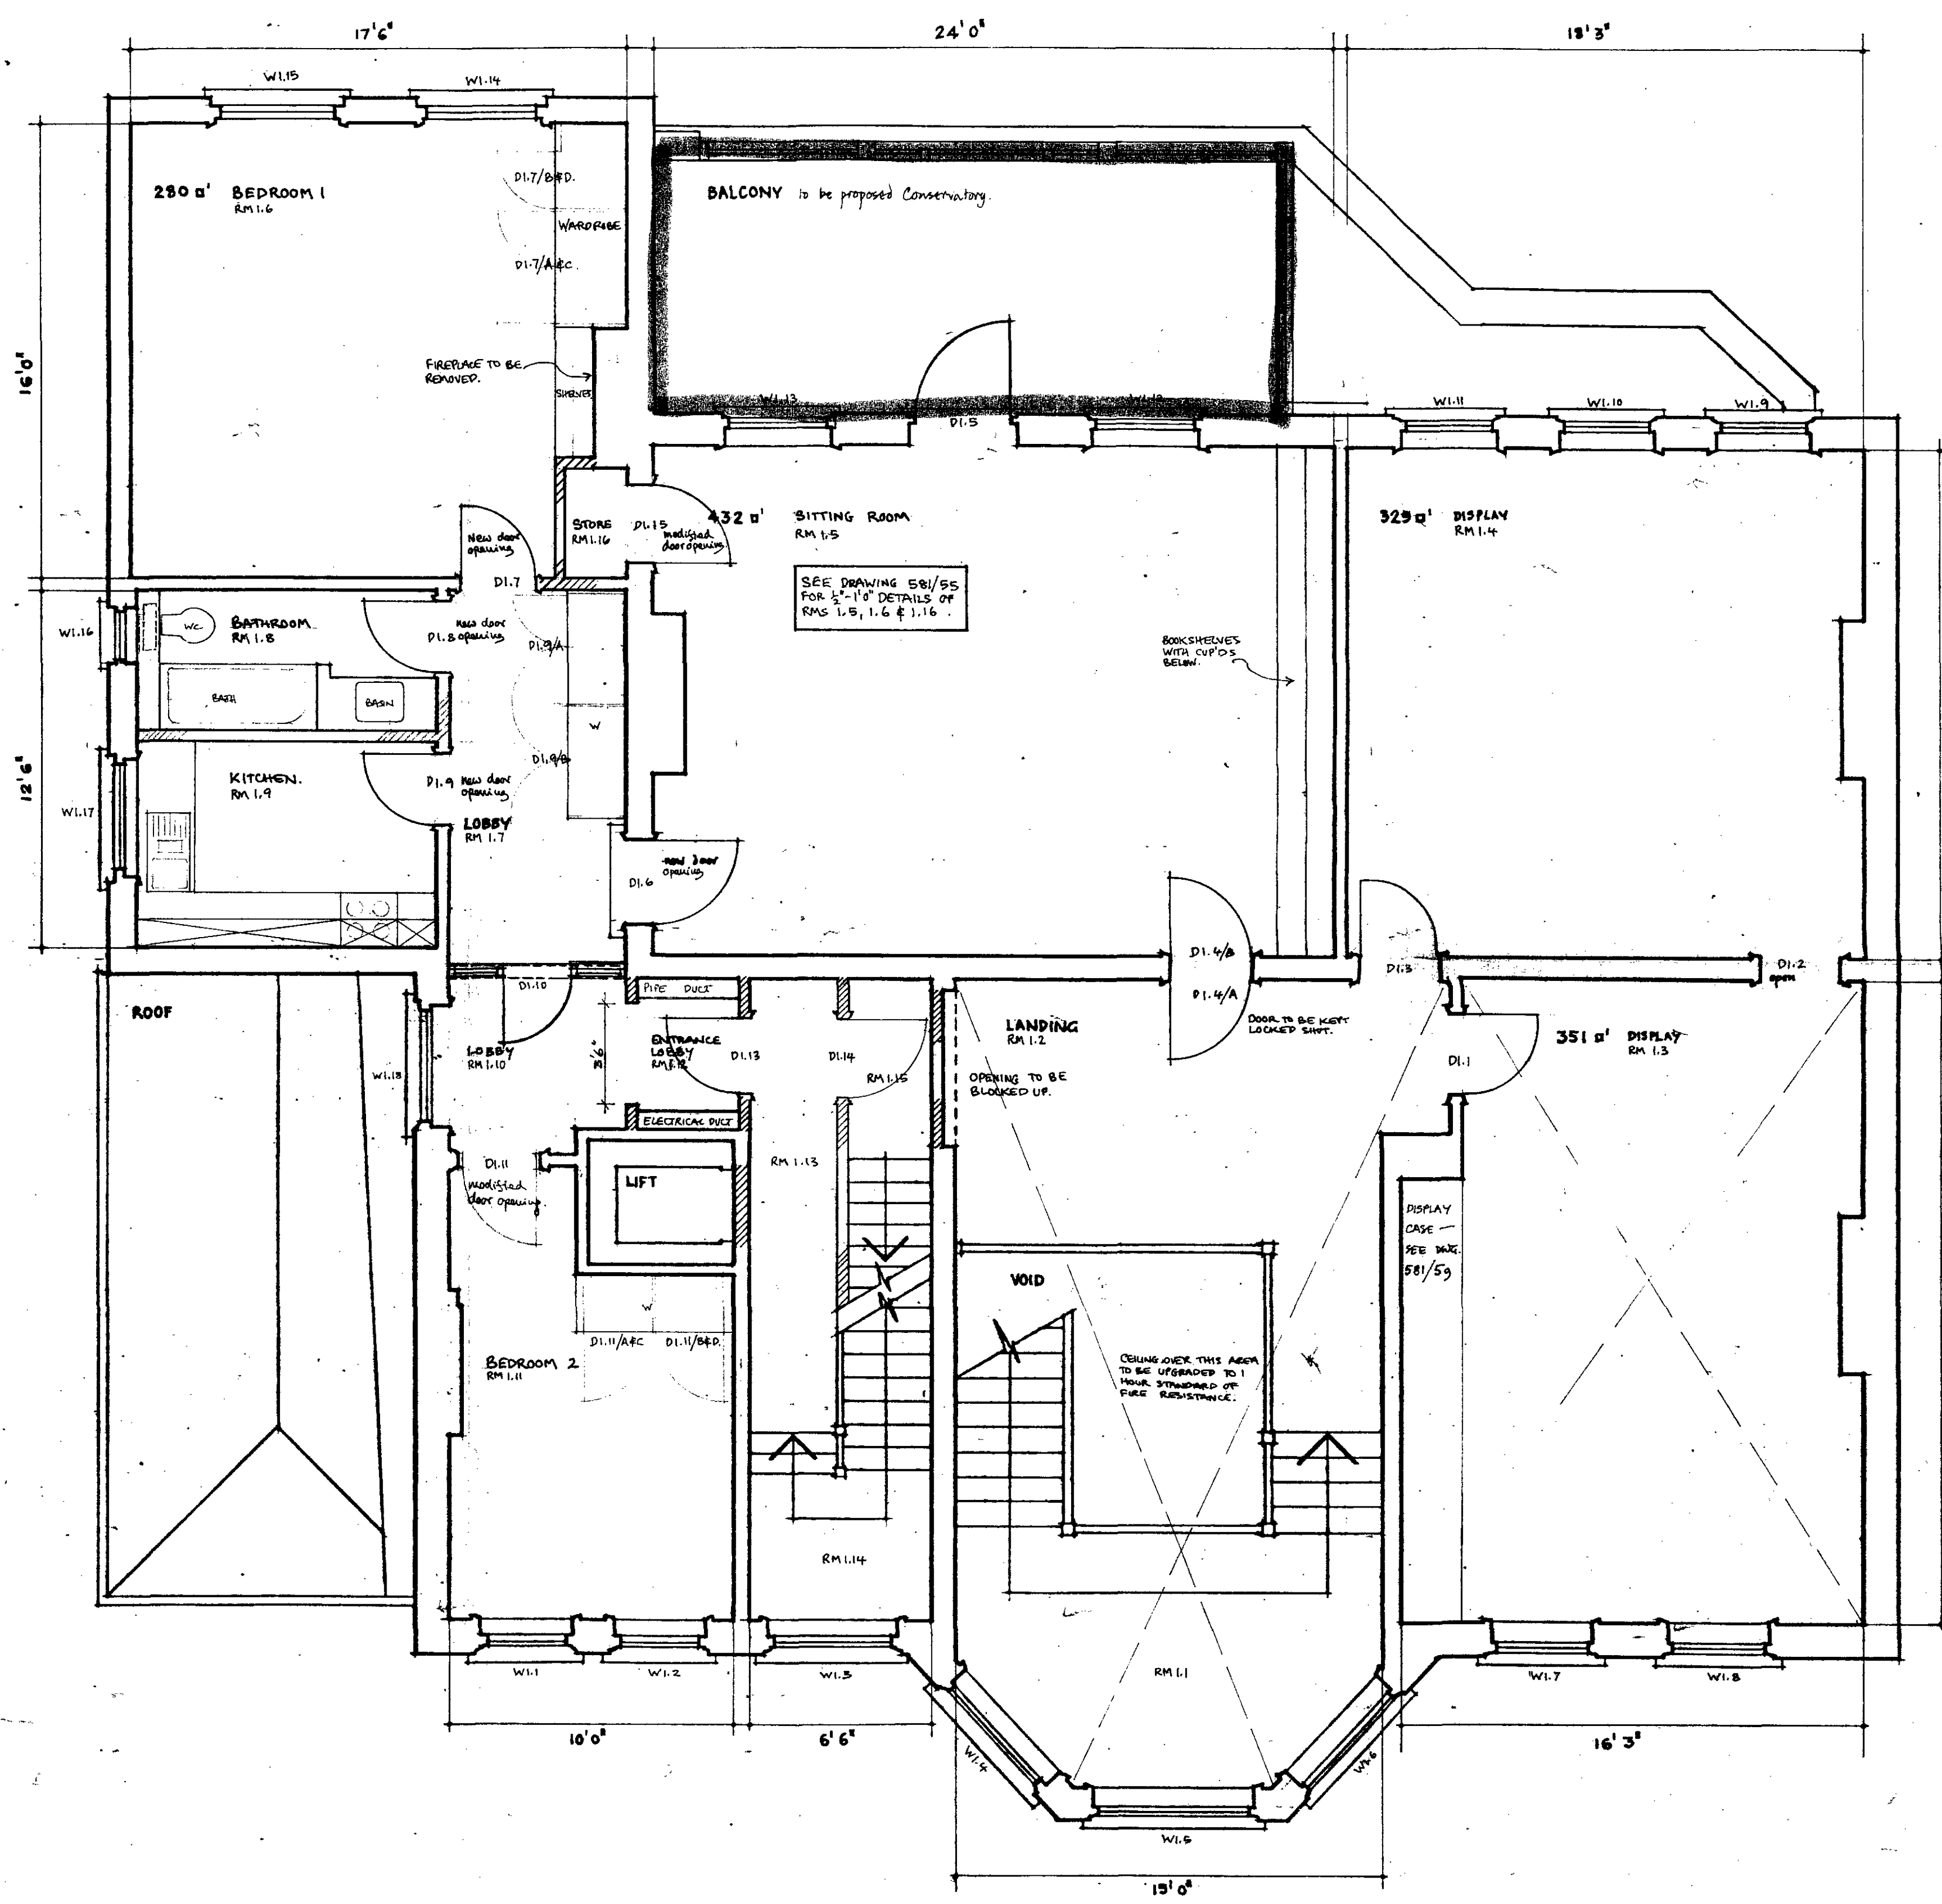 17'6"
24'0"
18'3"
W1.15
W1.14
280 □' BEDROOM 1
RM 1.6
D1.7/B&D.
WARDROBE
D1.7/A&C.
BALCONY to be proposed Conservatory.
16'0"
FIREPLACE TO BE
REMOVED.
SHELVES
W1.13
D1.5
W1.12
W1.11
W1.10
W1.9
STORE
RM 1.16
D1.15
modified
door opening
432 □' SITTING ROOM
RM 1.5
329 □' DISPLAY
RM 1.4
New door
opening
D1.7
SEE DRAWING 581/55
FOR ½"-1'0" DETAILS OF
RMS 1.5, 1.6 & 1.16.
W1.16
WC
BATHROOM
RM 1.8
new door
D1.8 opening
D1.9/A
BATH
BASIN
W
BOOKSHELVES
WITH CUP'DS
BELOW.
12'6"
W1.17
KITCHEN.
RM 1.9
D1.9 new door
opening
D1.9/B
LOBBY
RM 1.7
new door
opening
D1.6
D1.4/B
D1.4/A
D1.3
D1.2
open
DOOR TO BE KEPT
LOCKED SHUT.
ROOF
D1.10
PIPE DUCT
W1.18
LOBBY
RM 1.10
3'6"
ENTRANCE
LOBBY
RM 1.12
D1.13
D1.14
RM 1.15
LANDING
RM 1.2
OPENING TO BE
BLOCKED UP.
D1.1
351 □' DISPLAY
RM 1.3
ELECTRICAL DUCT
D1.11
modified
door opening.
LIFT
RM 1.13
DISPLAY
CASE —
SEE DWG.
581/59
VOID
W
D1.11/A&C
D1.11/B&D.
BEDROOM 2
RM 1.11
CEILING OVER THIS AREA
TO BE UPGRADED TO 1
HOUR STANDARD OF
FIRE RESISTANCE.
RM 1.14
RM 1.1
W1.1
W1.2
W1.3
W1.4
W1.5
W1.6
W1.7
W1.8
10'0"
6'6"
16'3"
15'0"